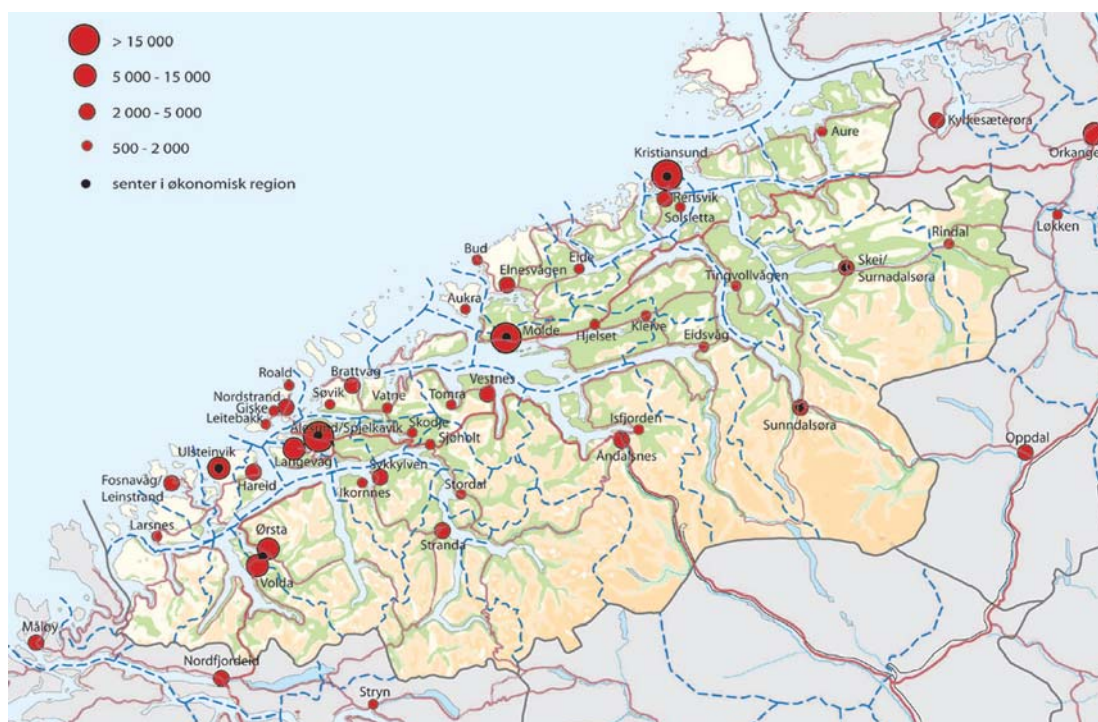 > 15 000
5 000 - 15 000
2 000 - 5 000
500 - 2 000
senter i økonomisk region
Aure
Kyrkesæterøra
Orkanger
Kristiansund
Rensvik
Solsletta
Løkken
Rindal
Bud
Elnesvågen
Eide
Skei/
Surnadalsøra
Tingvollvågen
Aukra
Molde
Hjelset
Kleive
Eidsvåg
Roald
Brattvåg
Vestnes
Nordstrand
Søvik
Vatne
Tomra
Giske
Leitebakk
Ålesund/Spjelkavik
Skodje
Isfjorden
Sunndalsøra
Sjøholt
Åndalsnes
Oppdal
Ulsteinvik
Langevåg
Sykkylven
Fosnavåg/
Leinstrand
Hareid
Ikornnes
Stordal
Larsnes
Ørsta
Stranda
Volda
Måløy
Nordfjordeid
Stryn